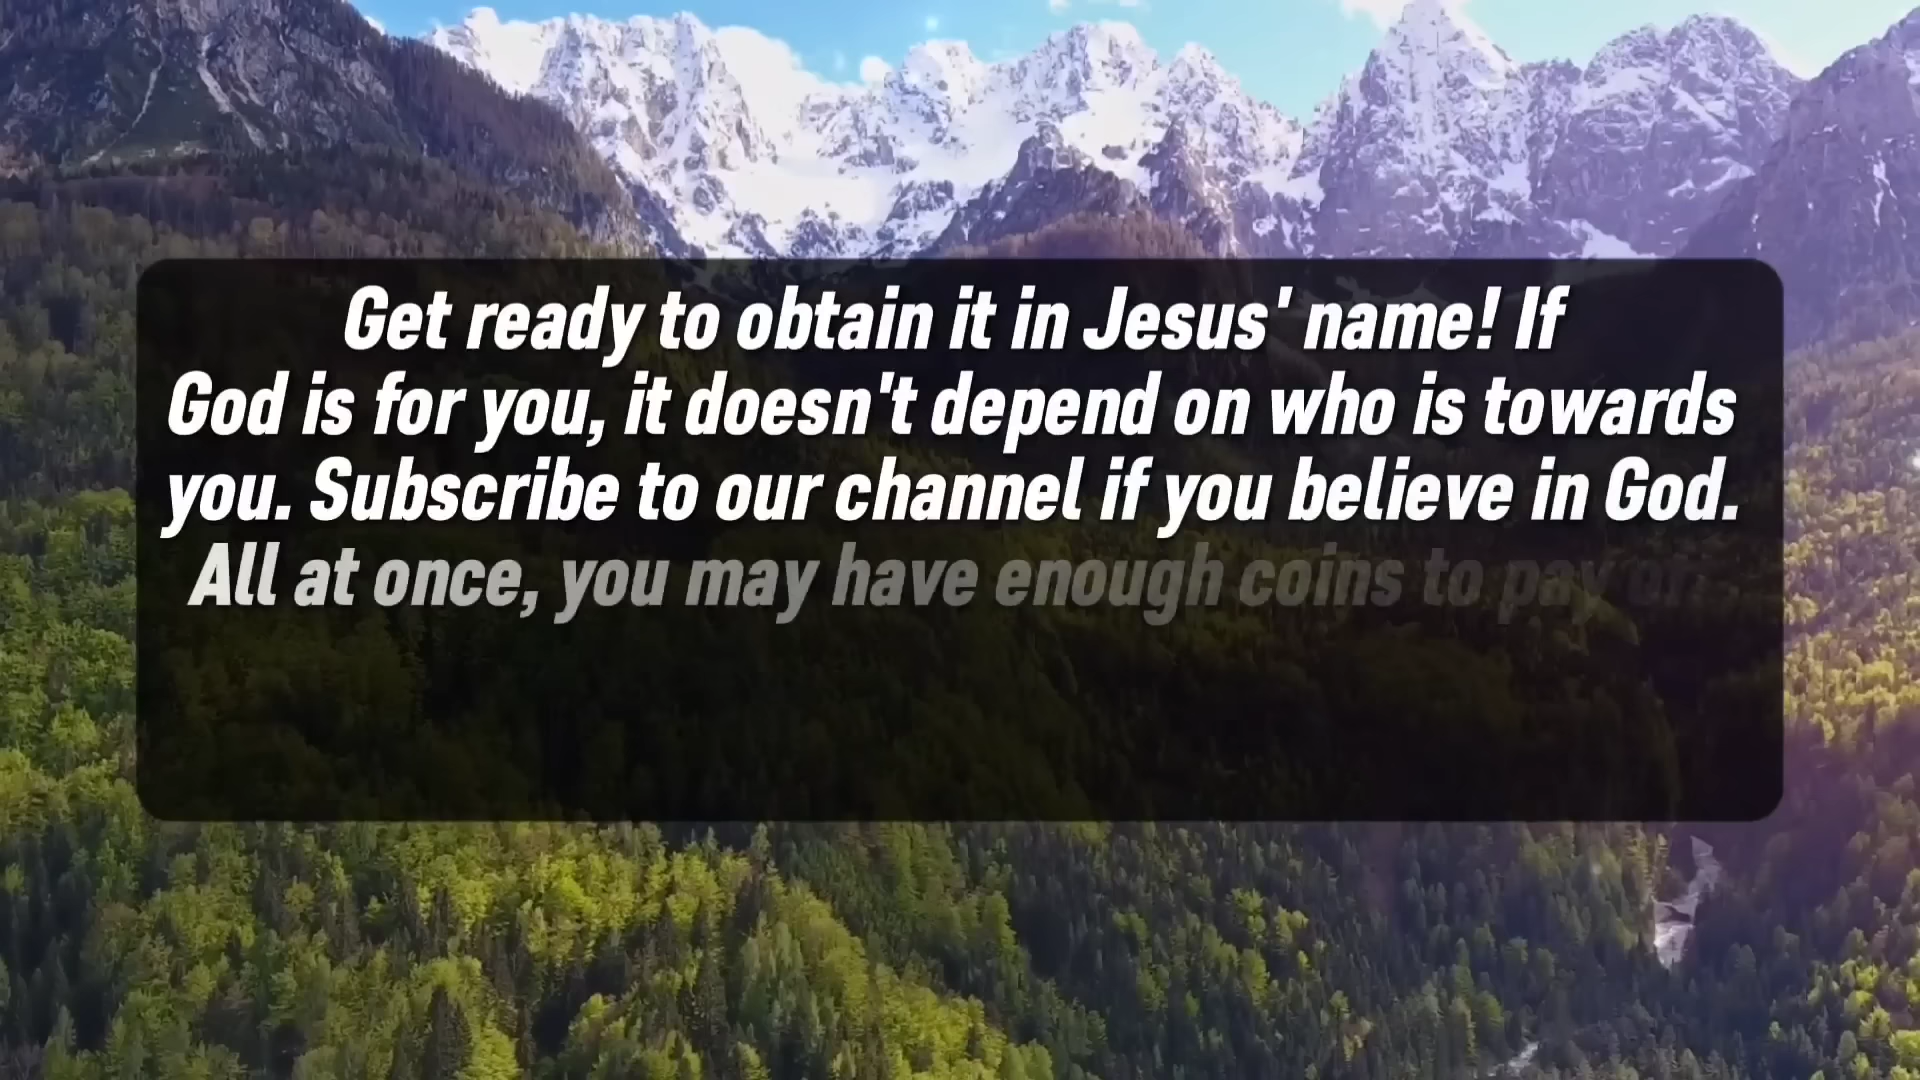 Get ready to obtain it in Jesus' name! If
God is for you, it doesn't depend on who is towards
you. Subscribe to our channel if you believe in God.
All at once, you may have enough coins to pay